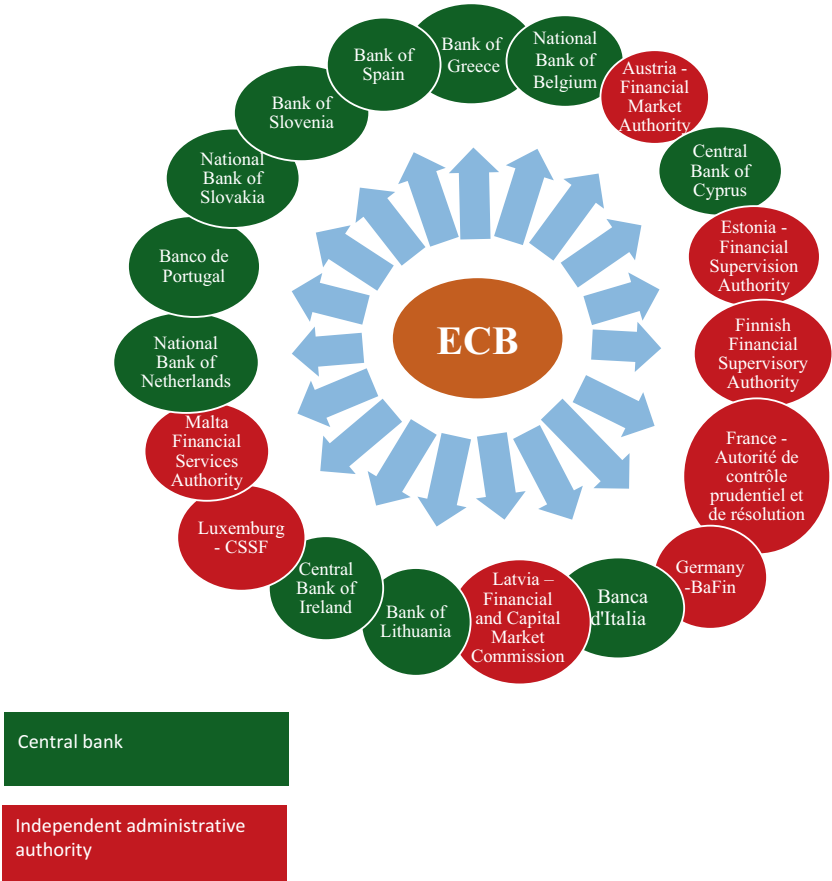 Bank of
Greece
National
Bank of
Belgium
Austria -
Financial
Market
Authority
Central
Bank of
Cyprus
Estonia -
Financial
Supervision
Authority
Finnish
Financial
Supervisory
Authority
France -
Autorité de
contrôle
prudentiel et
de résolution
Germany
-BaFin
Banca
d'Italia
Latvia –
Financial
and Capital
Market
Commission
Bank of
Lithuania
Central
Bank of
Ireland
Luxemburg
- CSSF
Malta
Financial
Services
Authority
National
Bank of
Netherlands
Banco de
Portugal
National
Bank of
Slovakia
Bank of
Slovenia
Bank of
Spain
ECB
Central bank
Independent administrative
authority